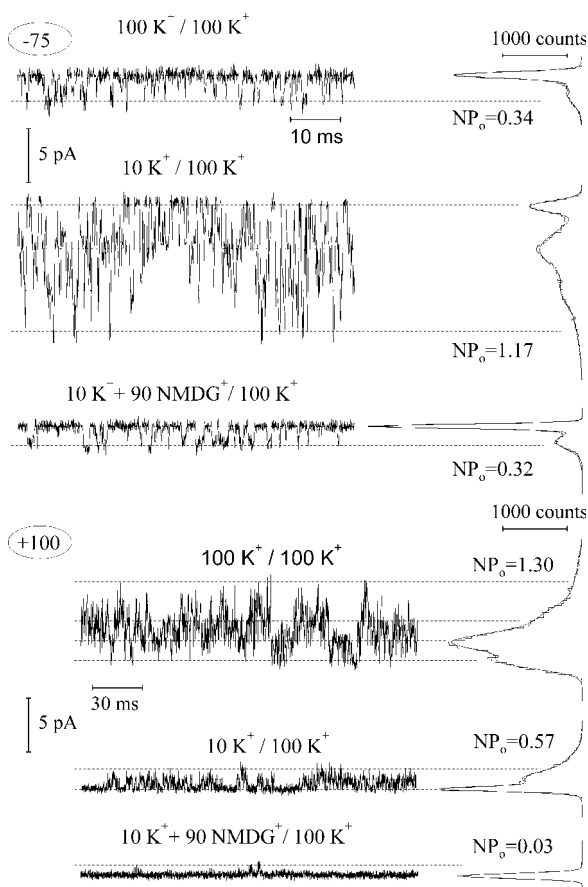 -75
100 K⁻ / 100 K⁺
1000 counts
10 ms
NPₒ=0.34
5 pA
10 K⁺ / 100 K⁺
NPₒ=1.17
10 K⁻ + 90 NMDG⁺ / 100 K⁺
NPₒ=0.32
1000 counts
+100
100 K⁺ / 100 K⁺
NPₒ=1.30
30 ms
5 pA
10 K⁺ / 100 K⁺
NPₒ=0.57
10 K⁺ + 90 NMDG⁺ / 100 K⁺
NPₒ=0.03